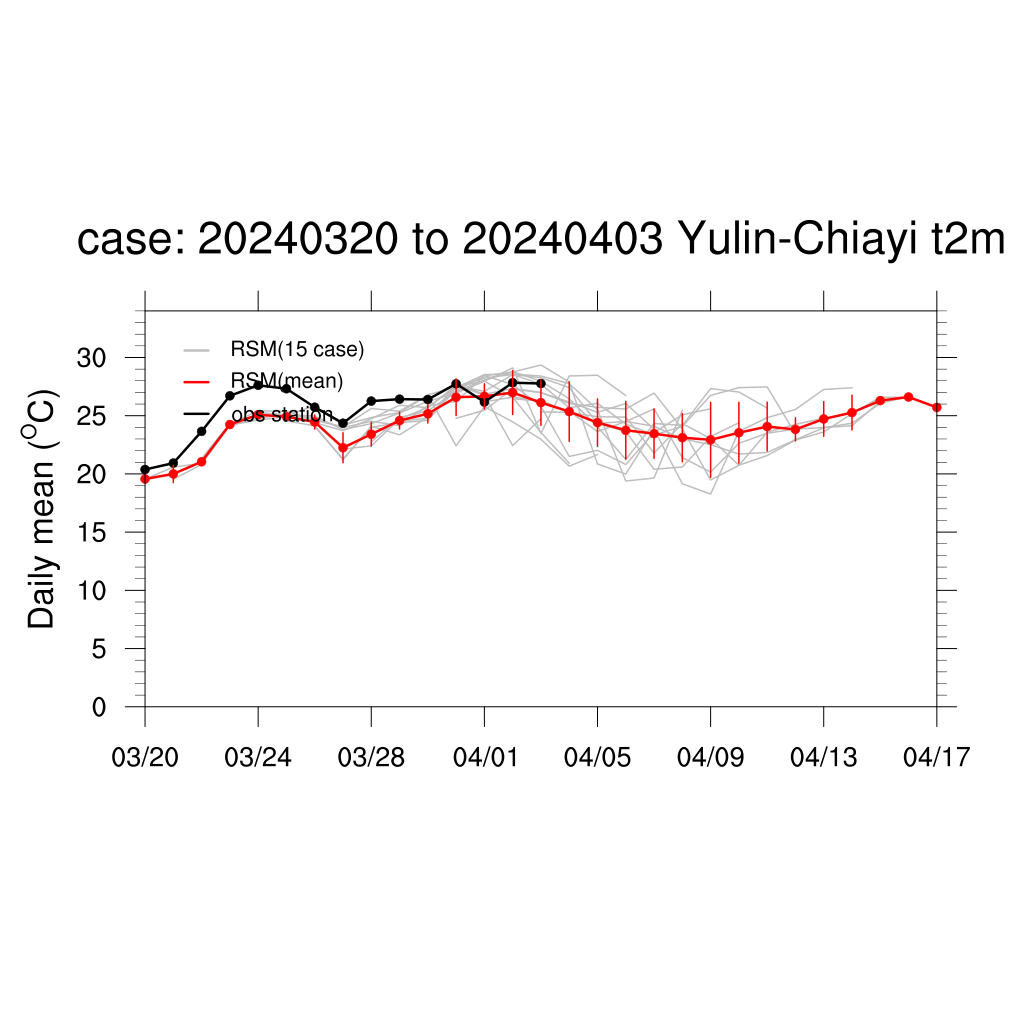 case: 20240320 to 20240403 Yulin-Chiayi t2m
RSM(15 case)
RSM(mean)
obs station
Daily mean (°C)
30
25
20
15
10
5
0
03/20 03/24 03/28 04/01 04/05 04/09 04/13 04/17